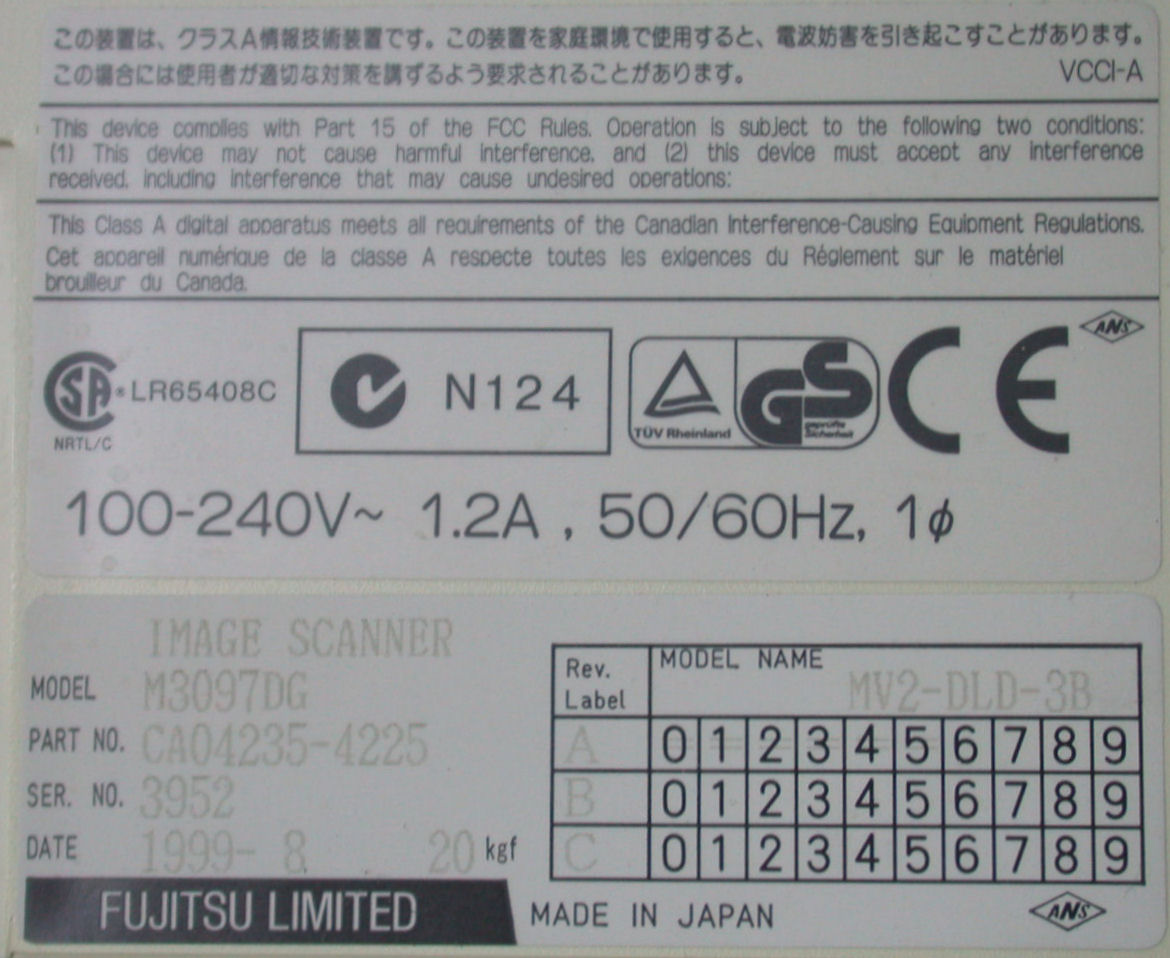 この装置は、クラスA情報技術装置です。この装置を家庭環境で使用すると、電波妨害を引き起こすことがあります。
この場合には使用者が適切な対策を講ずるよう要求されることがあります。 VCCI-A
This device complies with Part 15 of the FCC Rules. Operation is subject to the following two conditions:
(1) This device may not cause harmful interference. and (2) this device must accept any interference
received. including interference that may cause undesired operations:
This Class A digital apparatus meets all requirements of the Canadian Interference-Causing Equipment Regulations.
Cet appareil numérique de la classe A respecte toutes les exigences du Réglement sur le matériel
brouilleur du Canada.
ANS
SA ® LR65408C
NRTL/C
N124
TÜV Rheinland
GS
geprüfte
Sicherheit
CE
100-240V~ 1.2A , 50/60Hz, 1φ
IMAGE SCANNER
MODEL M3097DG
PART NO. CA04235-4225
SER. NO. 3952
DATE 1999- 8 20 kgf
FUJITSU LIMITED
Rev. Label MODEL NAME MV2-DLD-3B
A 0 1 2 3 4 5 6 7 8 9
B 0 1 2 3 4 5 6 7 8 9
C 0 1 2 3 4 5 6 7 8 9
MADE IN JAPAN
ANS